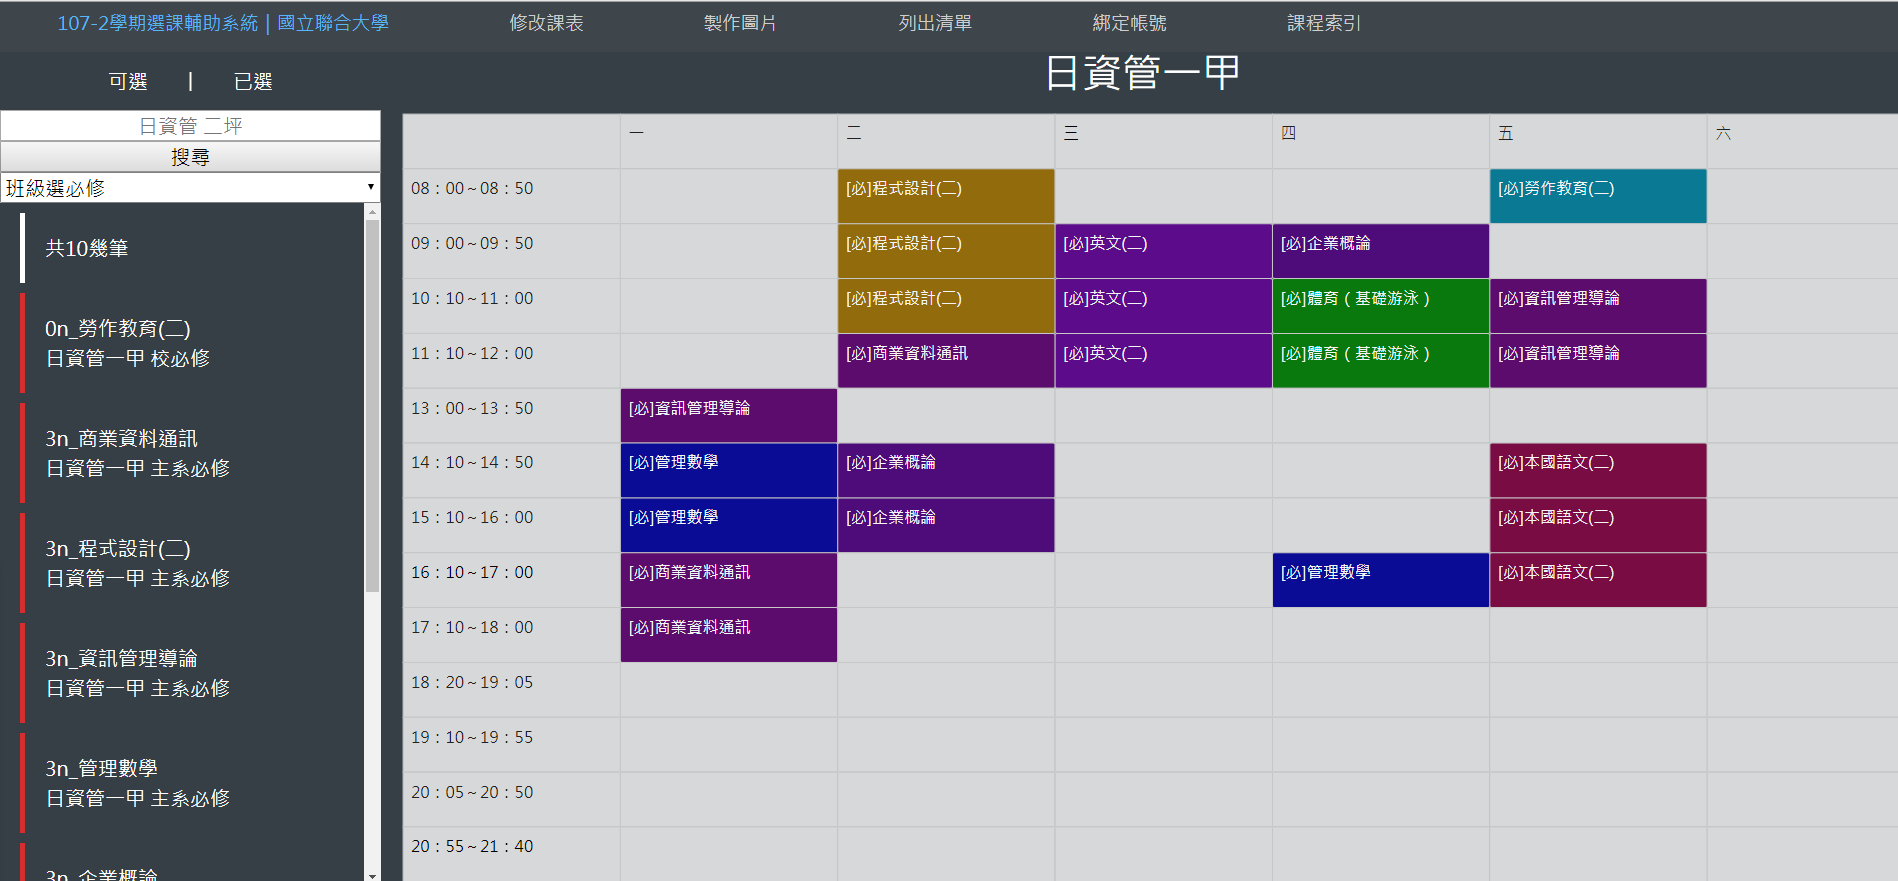 107-2學期選課輔助系統 | 國立聯合大學 修改課表 製作圖片 列出清單 綁定帳號 課程索引
可選 | 已選
日資管一甲
日資管 二坪
搜尋
班級選必修
共10幾筆
0n_勞作教育(二)
日資管一甲 校必修
3n_商業資料通訊
日資管一甲 主系必修
3n_程式設計(二)
日資管一甲 主系必修
3n_資訊管理導論
日資管一甲 主系必修
3n_管理數學
日資管一甲 主系必修
3n_企業概論
一 二 三 四 五 六
08：00～08：50 [必]程式設計(二) [必]勞作教育(二)
09：00～09：50 [必]程式設計(二) [必]英文(二) [必]企業概論
10：10～11：00 [必]程式設計(二) [必]英文(二) [必]體育（基礎游泳） [必]資訊管理導論
11：10～12：00 [必]商業資料通訊 [必]英文(二) [必]體育（基礎游泳） [必]資訊管理導論
13：00～13：50 [必]資訊管理導論
14：10～14：50 [必]管理數學 [必]企業概論 [必]本國語文(二)
15：10～16：00 [必]管理數學 [必]企業概論 [必]本國語文(二)
16：10～17：00 [必]商業資料通訊 [必]管理數學 [必]本國語文(二)
17：10～18：00 [必]商業資料通訊
18：20～19：05
19：10～19：55
20：05～20：50
20：55～21：40